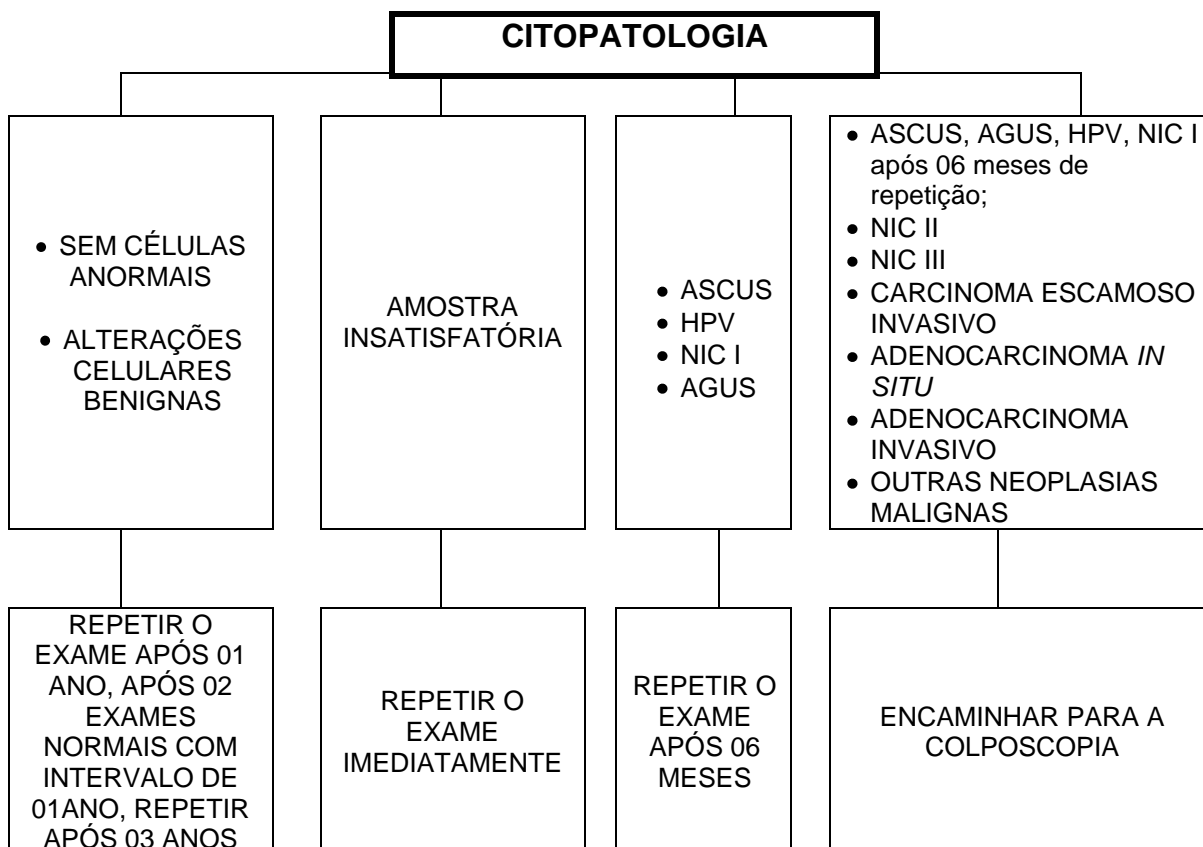 CITOPATOLOGIA
• SEM CÉLULAS
ANORMAIS
• ALTERAÇÕES
CELULARES
BENIGNAS
AMOSTRA
INSATISFATÓRIA
• ASCUS
• HPV
• NIC I
• AGUS
• ASCUS, AGUS, HPV, NIC I
após 06 meses de
repetição;
• NIC II
• NIC III
• CARCINOMA ESCAMOSO
INVASIVO
• ADENOCARCINOMA IN
SITU
• ADENOCARCINOMA
INVASIVO
• OUTRAS NEOPLASIAS
MALIGNAS
REPETIR O
EXAME APÓS 01
ANO, APÓS 02
EXAMES
NORMAIS COM
INTERVALO DE
01ANO, REPETIR
APÓS 03 ANOS
REPETIR O
EXAME
IMEDIATAMENTE
REPETIR O
EXAME
APÓS 06
MESES
ENCAMINHAR PARA A
COLPOSCOPIA